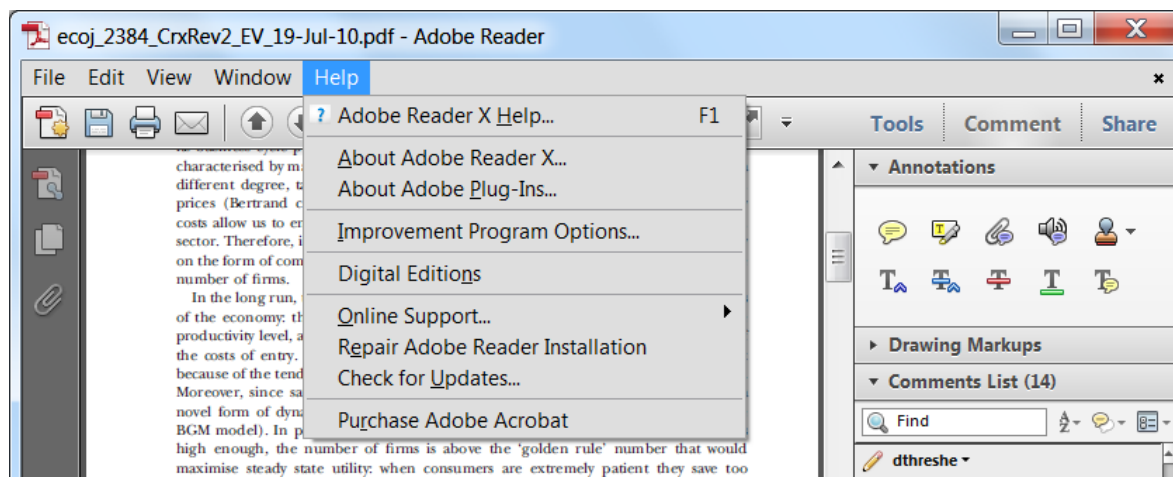 ecoj_2384_CrxRev2_EV_19-Jul-10.pdf - Adobe Reader
File Edit View Window Help
Adobe Reader X Help... F1
About Adobe Reader X...
About Adobe Plug-Ins...
Improvement Program Options...
Digital Editions
Online Support...
Repair Adobe Reader Installation
Check for Updates...
Purchase Adobe Acrobat
characterised by m
different degree, ta
prices (Bertrand c
costs allow us to er
sector. Therefore, i
on the form of com
number of firms.
In the long run,
of the economy: th
productivity level, a
the costs of entry.
because of the tend
Moreover, since sa
novel form of dyna
BGM model). In p
high enough, the number of firms is above the 'golden rule' number that would
maximise steady state utility: when consumers are extremely patient they save too
Tools Comment Share
Annotations
Drawing Markups
Comments List (14)
Find
dthreshe